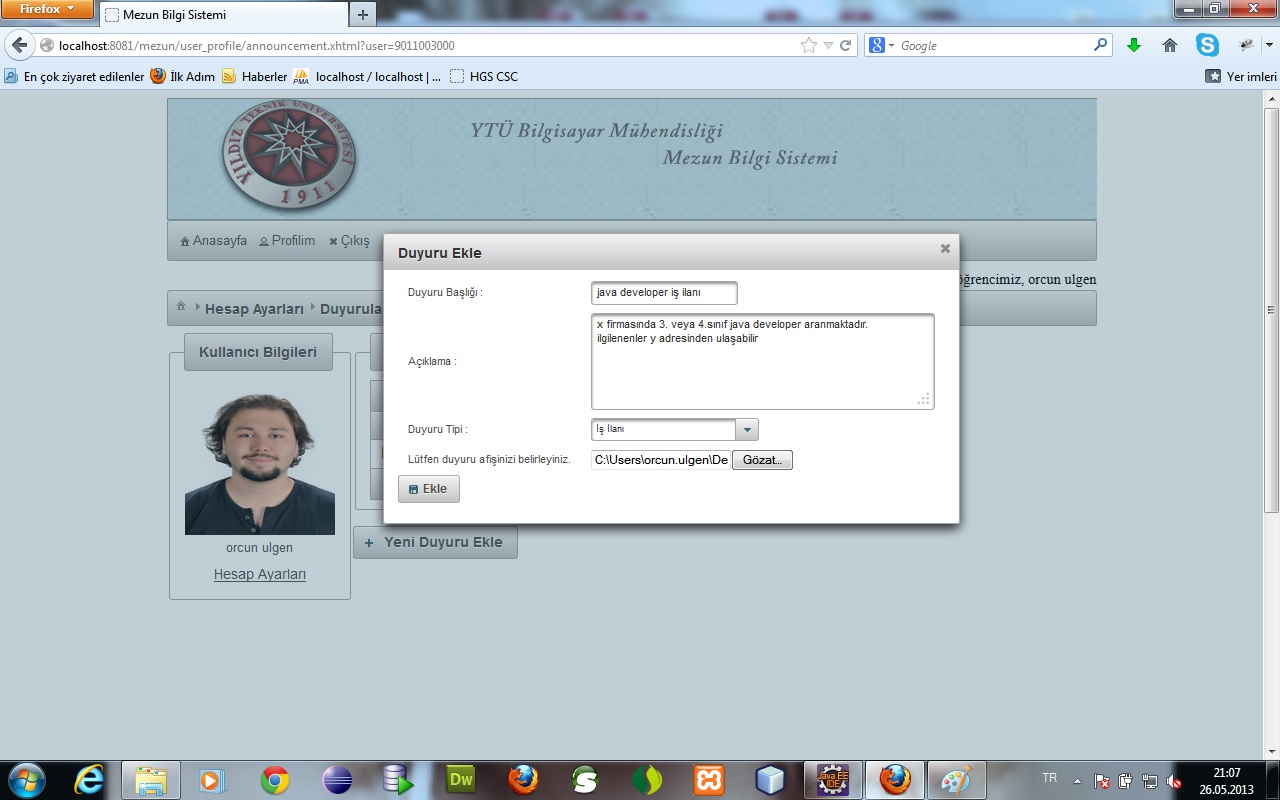 Firefox
Mezun Bilgi Sistemi
localhost:8081/mezun/user_profile/announcement.xhtml?user=9011003000
Google
En çok ziyaret edilenler
İlk Adım
Haberler
localhost / localhost | ...
HGS CSC
Yer imleri
YILDIZ TEKNİK ÜNİVERSİTESİ
1911
YTÜ Bilgisayar Mühendisliği
Mezun Bilgi Sistemi
Anasayfa
Profilim
Çıkış
öğrencimiz, orcun ulgen
Hesap Ayarları
Duyurula
Kullanıcı Bilgileri
orcun ulgen
Hesap Ayarları
Duyuru Ekle
Duyuru Başlığı :
java developer iş ilanı
Açıklama :
x firmasında 3. veya 4.sınıf java developer aranmaktadır.
ilgilenenler y adresinden ulaşabilir
Duyuru Tipi :
İş İlanı
Lütfen duyuru afişinizi belirleyiniz.
C:\Users\orcun.ulgen\De
Gözat...
Ekle
Yeni Duyuru Ekle
Dw
Java EE
IDE
TR
21:07
26.05.2013